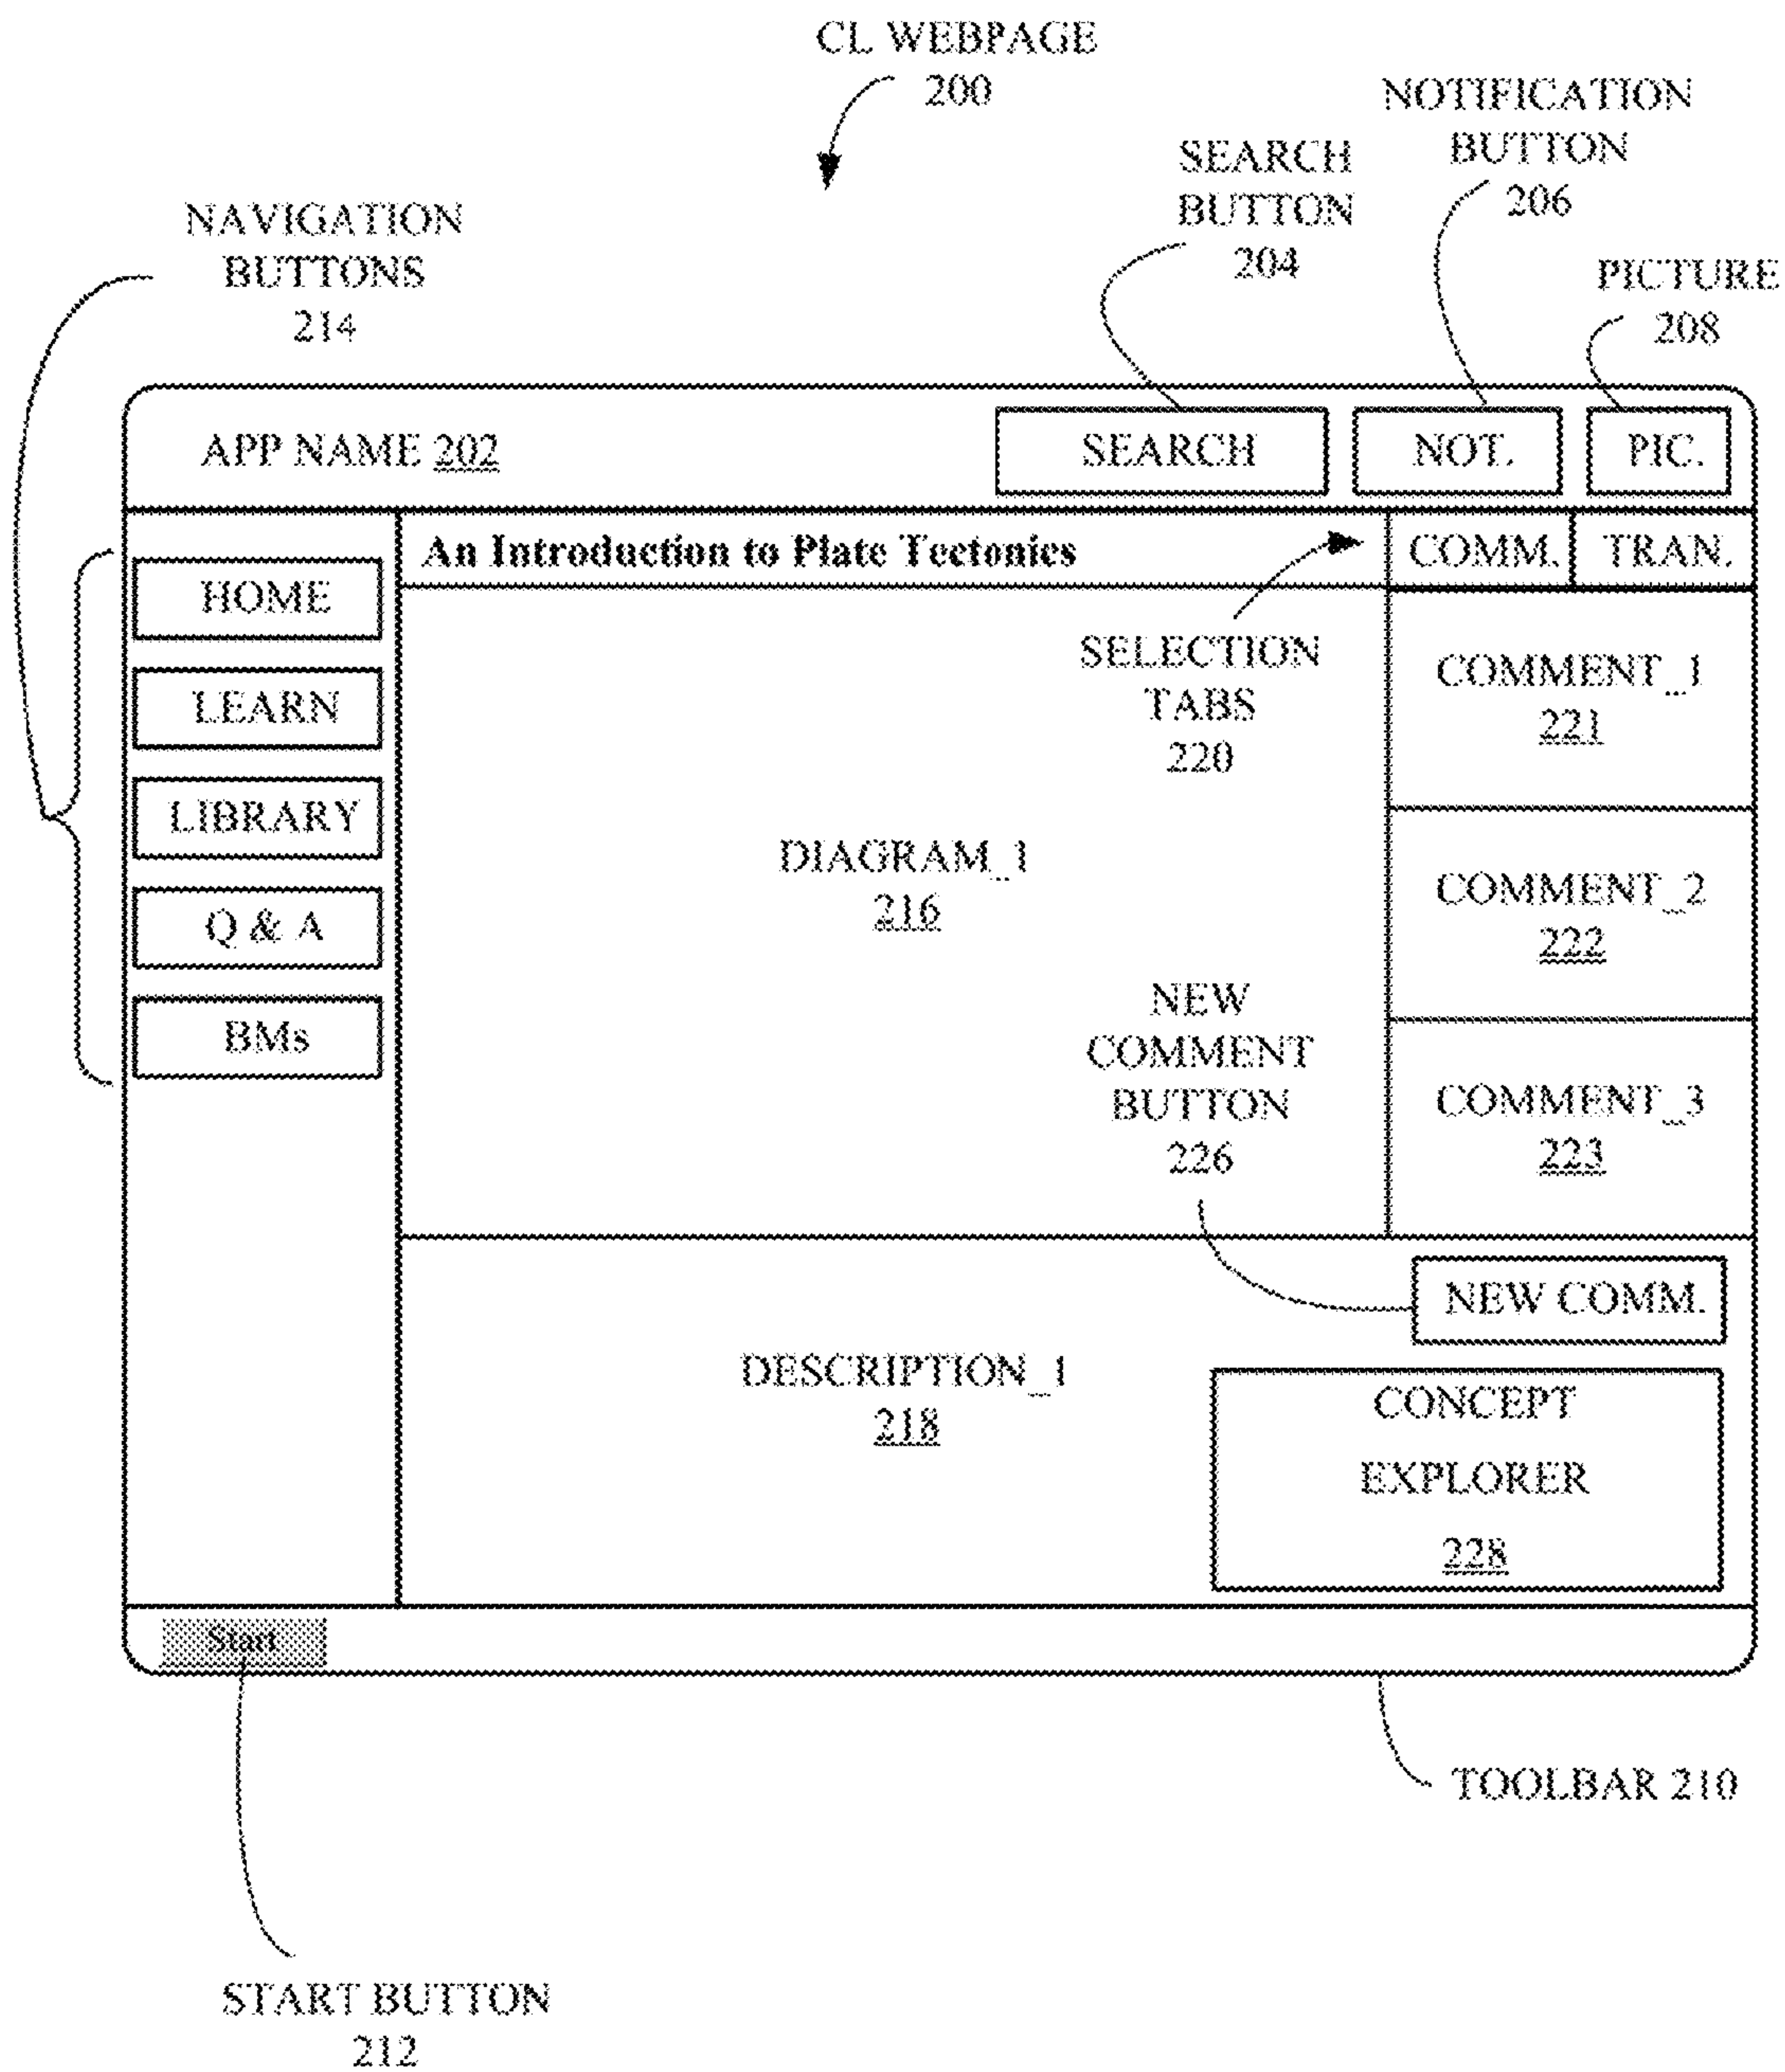 CL WEBPAGE
200
NOTIFICATION
BUTTON
206
SEARCH
BUTTON
204
NAVIGATION
BUTTONS
214
PICTURE
208
APP NAME 202
SEARCH
NOT.
PIC.
An Introduction to Plate Tectonics
COMM.
TRAN.
HOME
LEARN
LIBRARY
Q & A
BMs
SELECTION
TABS
220
DIAGRAM_1
216
COMMENT_1
221
COMMENT_2
222
COMMENT_3
223
NEW
COMMENT
BUTTON
226
NEW COMM.
DESCRIPTION_1
218
CONCEPT
EXPLORER
228
Start
TOOLBAR 210
START BUTTON
212